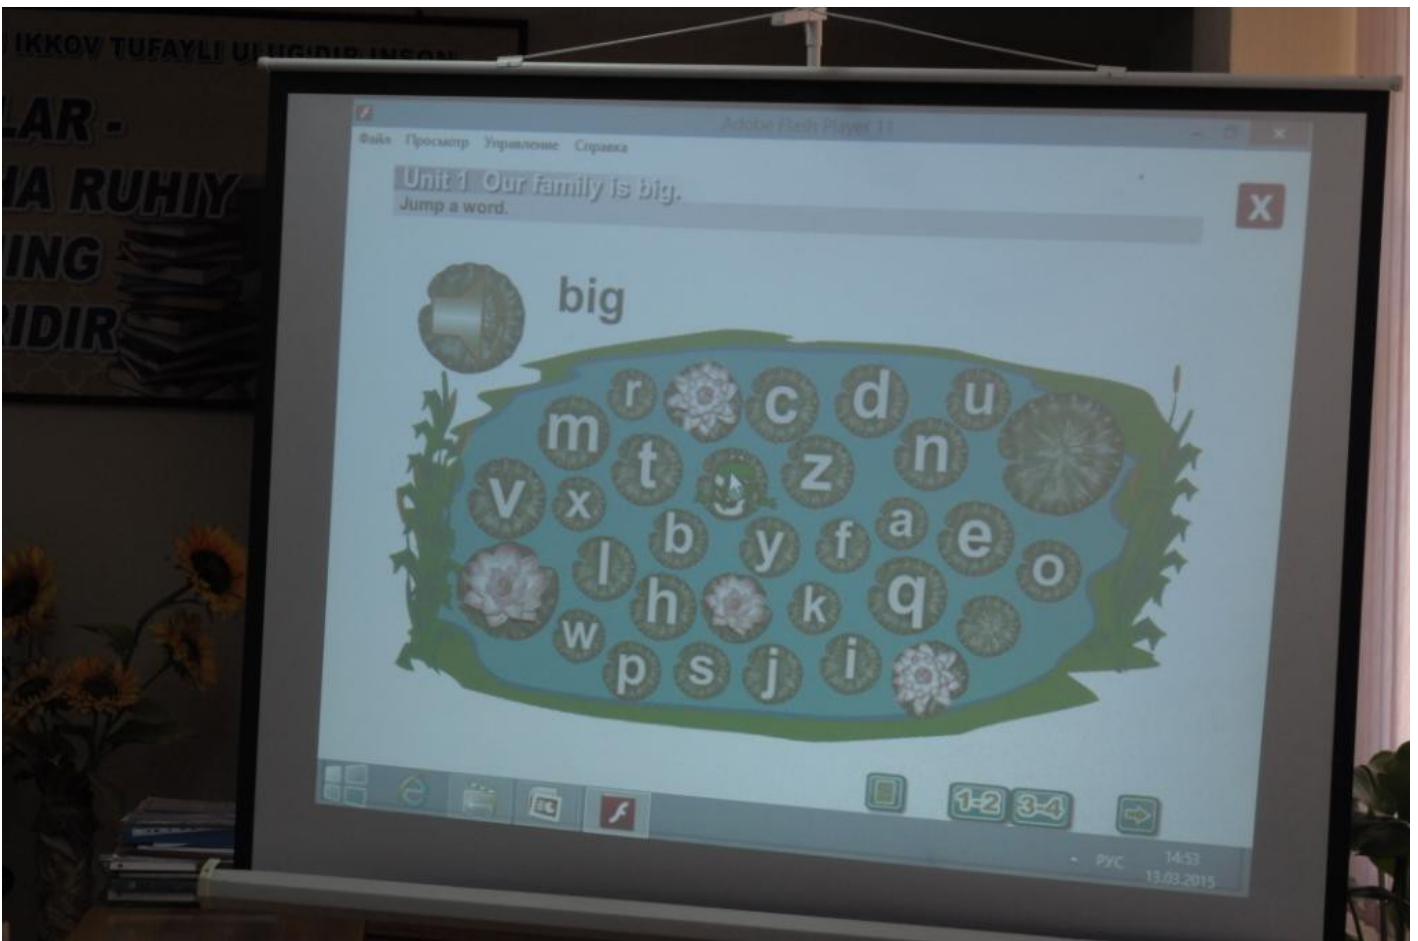 IKKOV TUFAYLI ULUG'DIR INSON
LAR -
HA RUHIY
ING
RIDIR
Adobe Flash Player 11
Файл Просмотр Управление Справка
Unit 1 Our family is big.
Jump a word.
X
big
r c d u
m t z n
v x b y f a e o
l h k q
w p s j i
1-2 3-4
РУС 14:53
13.03.2015